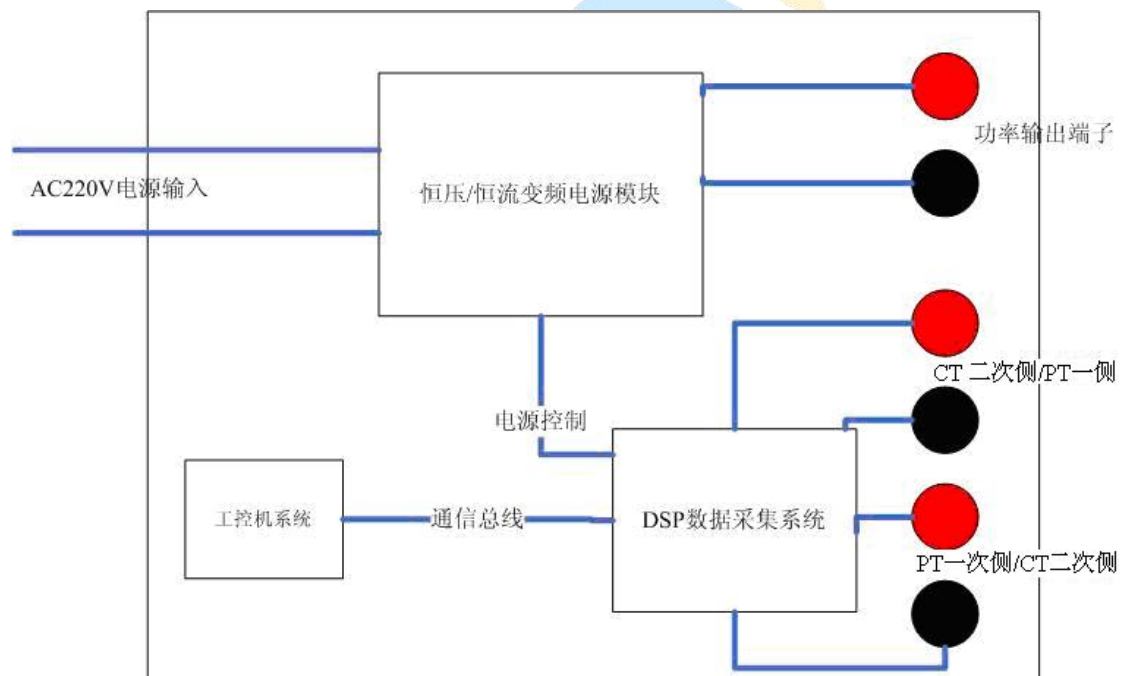 功率输出端子
AC220V电源输入
恒压/恒流变频电源模块
CT 二次侧/PT一侧
电源控制
工控机系统
通信总线
DSP数据采集系统
PT一次侧/CT二次侧